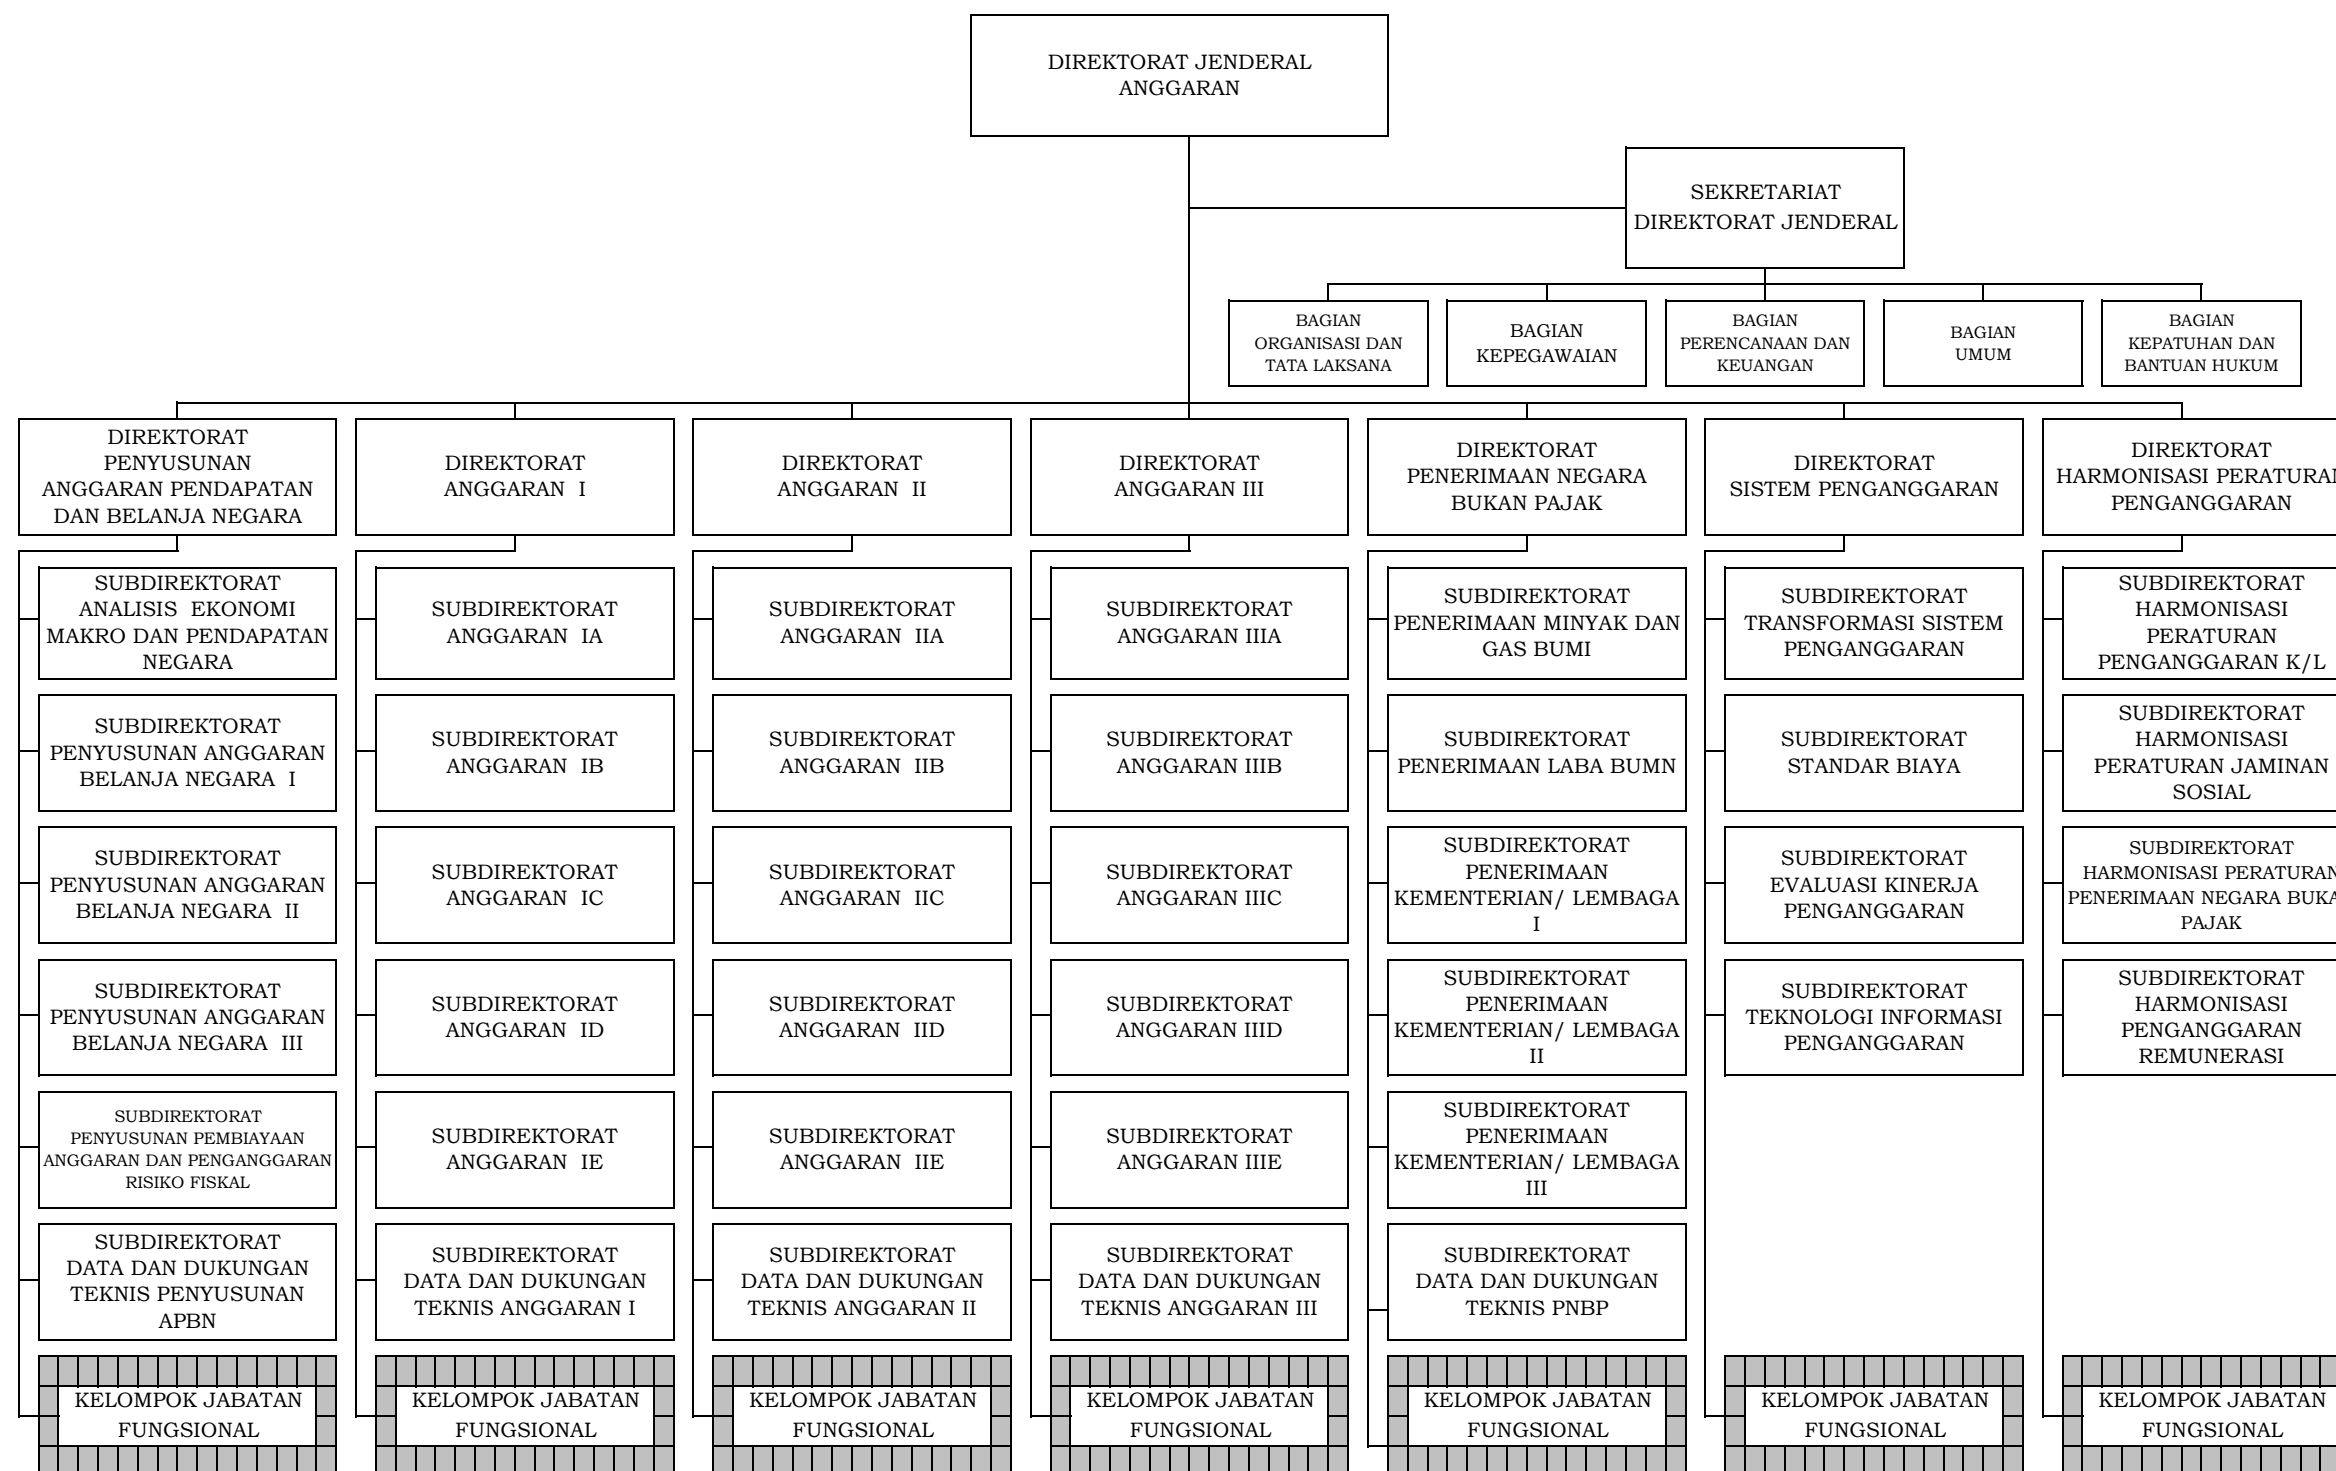 DIREKTORAT JENDERAL
ANGGARAN
SEKRETARIAT
DIREKTORAT JENDERAL
BAGIAN
ORGANISASI DAN
TATA LAKSANA
BAGIAN
KEPEGAWAIAN
BAGIAN
PERENCANAAN DAN
KEUANGAN
BAGIAN
UMUM
BAGIAN
KEPATUHAN DAN
BANTUAN HUKUM
DIREKTORAT
PENYUSUNAN
ANGGARAN PENDAPATAN
DAN BELANJA NEGARA
DIREKTORAT
ANGGARAN I
DIREKTORAT
ANGGARAN II
DIREKTORAT
ANGGARAN III
DIREKTORAT
PENERIMAAN NEGARA
BUKAN PAJAK
DIREKTORAT
SISTEM PENGANGGARAN
DIREKTORAT
HARMONISASI PERATURAN
PENGANGGARAN
SUBDIREKTORAT
ANALISIS EKONOMI
MAKRO DAN PENDAPATAN
NEGARA
SUBDIREKTORAT
ANGGARAN IA
SUBDIREKTORAT
ANGGARAN IIA
SUBDIREKTORAT
ANGGARAN IIIA
SUBDIREKTORAT
PENERIMAAN MINYAK DAN
GAS BUMI
SUBDIREKTORAT
TRANSFORMASI SISTEM
PENGANGGARAN
SUBDIREKTORAT
HARMONISASI
PERATURAN
PENGANGGARAN K/L
SUBDIREKTORAT
PENYUSUNAN ANGGARAN
BELANJA NEGARA I
SUBDIREKTORAT
ANGGARAN IB
SUBDIREKTORAT
ANGGARAN IIB
SUBDIREKTORAT
ANGGARAN IIIB
SUBDIREKTORAT
PENERIMAAN LABA BUMN
SUBDIREKTORAT
STANDAR BIAYA
SUBDIREKTORAT
HARMONISASI
PERATURAN JAMINAN
SOSIAL
SUBDIREKTORAT
PENYUSUNAN ANGGARAN
BELANJA NEGARA II
SUBDIREKTORAT
ANGGARAN IC
SUBDIREKTORAT
ANGGARAN IIC
SUBDIREKTORAT
ANGGARAN IIIC
SUBDIREKTORAT
PENERIMAAN
KEMENTERIAN/ LEMBAGA
I
SUBDIREKTORAT
EVALUASI KINERJA
PENGANGGARAN
SUBDIREKTORAT
HARMONISASI PERATURAN
PENERIMAAN NEGARA BUKA
PAJAK
SUBDIREKTORAT
PENYUSUNAN ANGGARAN
BELANJA NEGARA III
SUBDIREKTORAT
ANGGARAN ID
SUBDIREKTORAT
ANGGARAN IID
SUBDIREKTORAT
ANGGARAN IIID
SUBDIREKTORAT
PENERIMAAN
KEMENTERIAN/ LEMBAGA
II
SUBDIREKTORAT
TEKNOLOGI INFORMASI
PENGANGGARAN
SUBDIREKTORAT
HARMONISASI
PENGANGGARAN
REMUNERASI
SUBDIREKTORAT
PENYUSUNAN PEMBIAYAAN
ANGGARAN DAN PENGANGGARAN
RISIKO FISKAL
SUBDIREKTORAT
ANGGARAN IE
SUBDIREKTORAT
ANGGARAN IIE
SUBDIREKTORAT
ANGGARAN IIIE
SUBDIREKTORAT
PENERIMAAN
KEMENTERIAN/ LEMBAGA
III
SUBDIREKTORAT
DATA DAN DUKUNGAN
TEKNIS PENYUSUNAN
APBN
SUBDIREKTORAT
DATA DAN DUKUNGAN
TEKNIS ANGGARAN I
SUBDIREKTORAT
DATA DAN DUKUNGAN
TEKNIS ANGGARAN II
SUBDIREKTORAT
DATA DAN DUKUNGAN
TEKNIS ANGGARAN III
SUBDIREKTORAT
DATA DAN DUKUNGAN
TEKNIS PNBP
KELOMPOK JABATAN
FUNGSIONAL
KELOMPOK JABATAN
FUNGSIONAL
KELOMPOK JABATAN
FUNGSIONAL
KELOMPOK JABATAN
FUNGSIONAL
KELOMPOK JABATAN
FUNGSIONAL
KELOMPOK JABATAN
FUNGSIONAL
KELOMPOK JABATAN
FUNGSIONAL